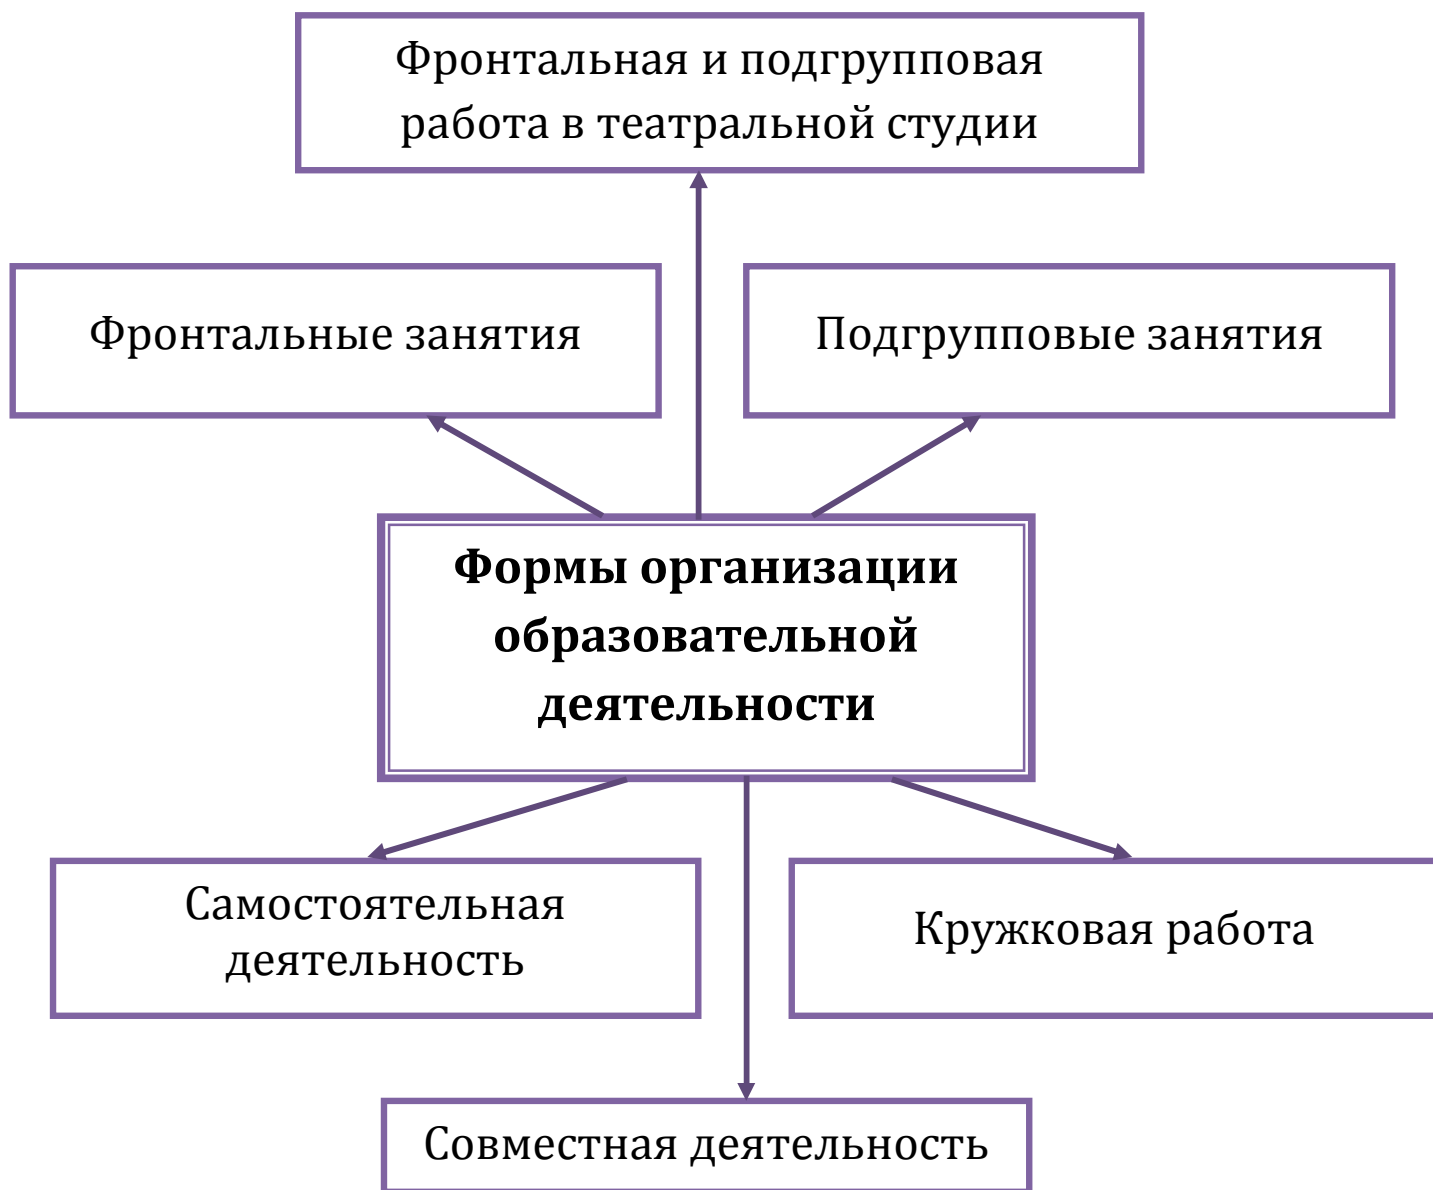 Фронтальная и подгрупповая
работа в театральной студии
Фронтальные занятия
Подгрупповые занятия
Формы организации
образовательной
деятельности
Самостоятельная
деятельность
Кружковая работа
Совместная деятельность